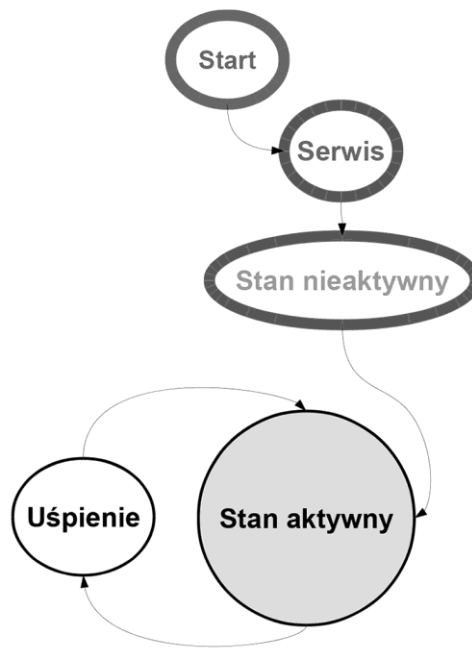 Start
Serwis
Stan nieaktywny
Uśpienie
Stan aktywny